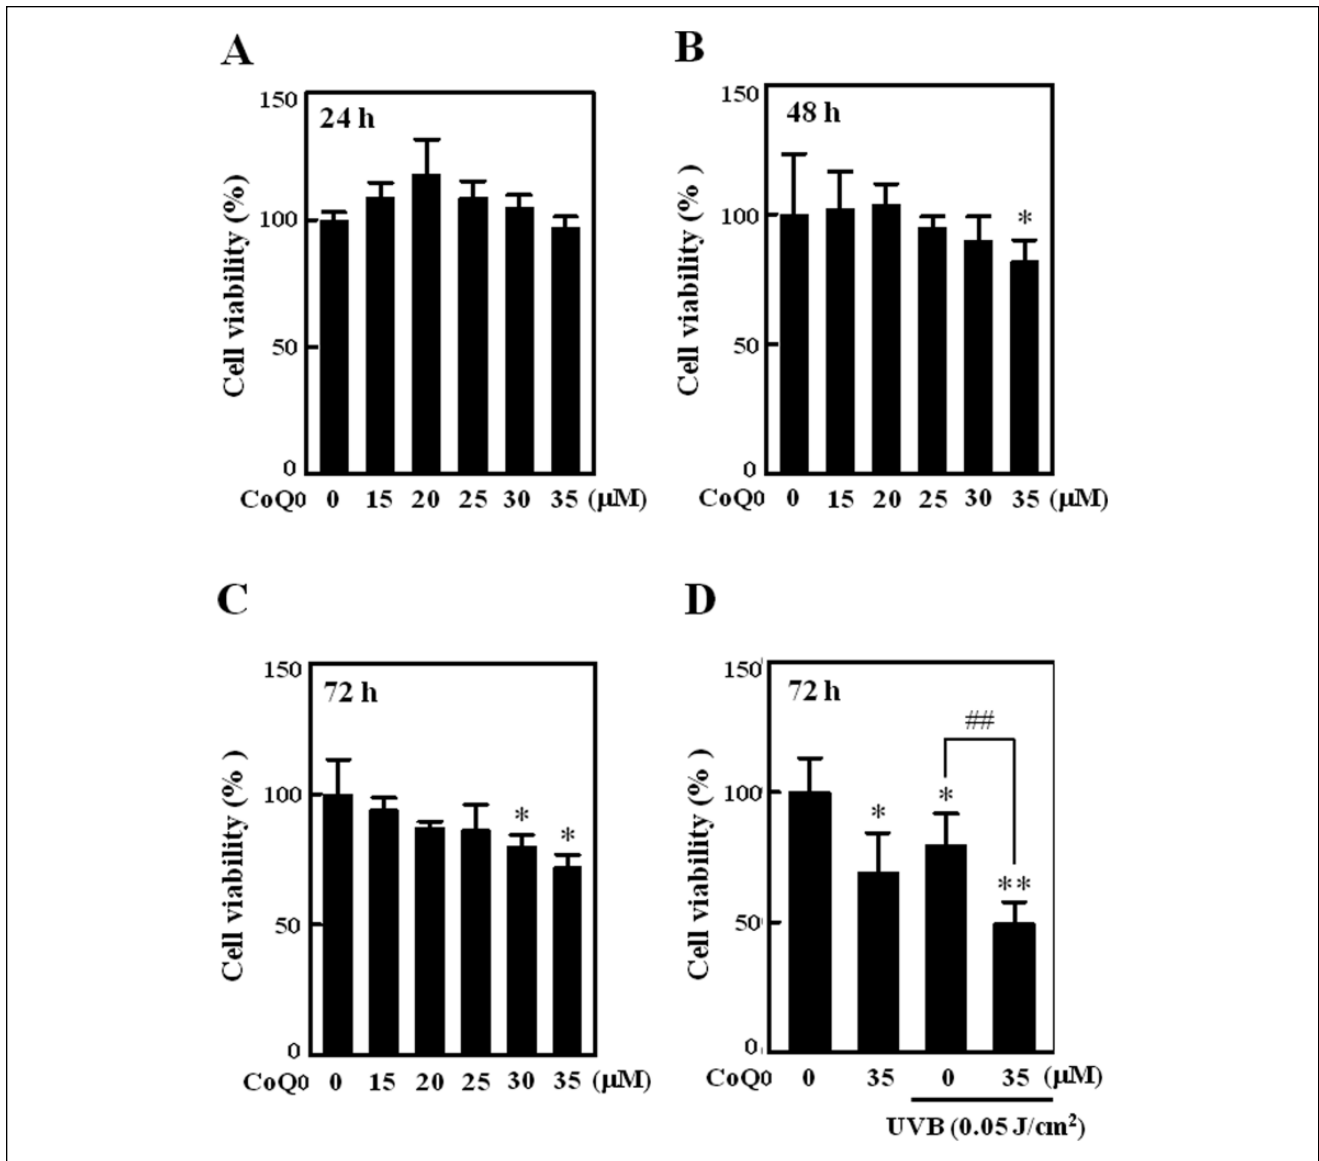 A
150
24 h
100
50
0
Cell viability (%)
CoQ0 0 15 20 25 30 35 (μM)
B
150
48 h
100
*
50
0
Cell viability (% )
CoQ0 0 15 20 25 30 35 (μM)
C
150
72 h
100
* *
50
0
Cell viability (% )
CoQ0 0 15 20 25 30 35 (μM)
D
150
72 h
##
100
* * **
50
0
Cell viability (% )
CoQ0 0 35 0 35 (μM)
UVB (0.05 J/cm²)